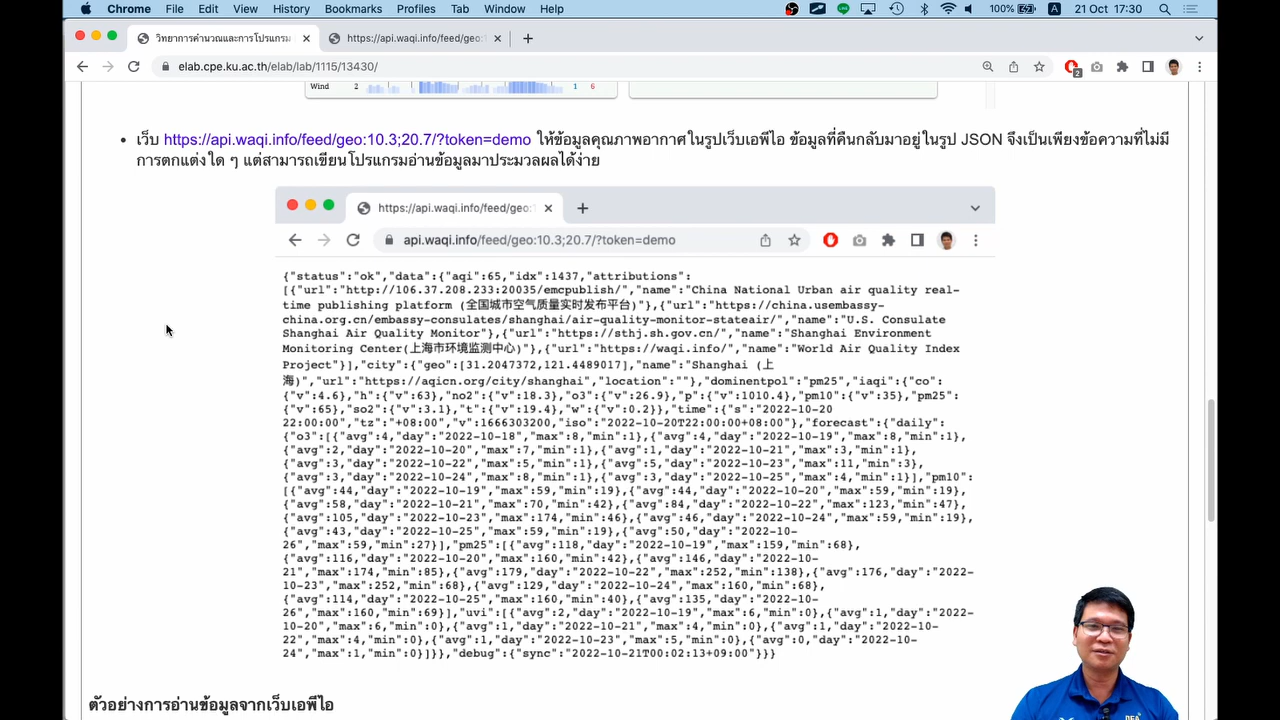 Chrome File Edit View History Bookmarks Profiles Tab Window Help 100% A 21 Oct 17:30
วิทยาการคำนวณและการโปรแกรม https://api.waqi.info/feed/geo:
elab.cpe.ku.ac.th/elab/lab/1115/13430/ 2
Wind 2 1 6
• เว็บ https://api.waqi.info/feed/geo:10.3;20.7/?token=demo ให้ข้อมูลคุณภาพอากาศในรูปเว็บเอพีไอ ข้อมูลที่คืนกลับมาอยู่ในรูป JSON จึงเป็นเพียงข้อความที่ไม่มี
การตกแต่งใด ๆ แต่สามารถเขียนโปรแกรมอ่านข้อมูลมาประมวลผลได้ง่าย
https://api.waqi.info/feed/geo:1
api.waqi.info/feed/geo:10.3;20.7/?token=demo
{"status":"ok","data":{"aqi":65,"idx":1437,"attributions":
[{"url":"http://106.37.208.233:20035/emcpublish/","name":"China National Urban air quality real-
time publishing platform (全国城市空气质量实时发布平台)"},{"url":"https://china.usembassy-
china.org.cn/embassy-consulates/shanghai/air-quality-monitor-stateair/","name":"U.S. Consulate
Shanghai Air Quality Monitor"},{"url":"https://sthj.sh.gov.cn/","name":"Shanghai Environment
Monitoring Center(上海市环境监测中心)"},{"url":"https://waqi.info/","name":"World Air Quality Index
Project"}],"city":{"geo":[31.2047372,121.4489017],"name":"Shanghai (上
海)","url":"https://aqicn.org/city/shanghai","location":""},"dominentpol":"pm25","iaqi":{"co":
{"v":4.6},"h":{"v":63},"no2":{"v":18.3},"o3":{"v":26.9},"p":{"v":1010.4},"pm10":{"v":35},"pm25":
{"v":65},"so2":{"v":3.1},"t":{"v":19.4},"w":{"v":0.2}},"time":{"s":"2022-10-20
22:00:00","tz":"+08:00","v":1666303200,"iso":"2022-10-20T22:00:00+08:00"},"forecast":{"daily":
{"o3":[{"avg":4,"day":"2022-10-18","max":8,"min":1},{"avg":4,"day":"2022-10-19","max":8,"min":1},
{"avg":2,"day":"2022-10-20","max":7,"min":1},{"avg":1,"day":"2022-10-21","max":3,"min":1},
{"avg":3,"day":"2022-10-22","max":5,"min":1},{"avg":5,"day":"2022-10-23","max":11,"min":3},
{"avg":3,"day":"2022-10-24","max":8,"min":1},{"avg":3,"day":"2022-10-25","max":4,"min":1}],"pm10":
[{"avg":44,"day":"2022-10-19","max":59,"min":19},{"avg":44,"day":"2022-10-20","max":59,"min":19},
{"avg":58,"day":"2022-10-21","max":70,"min":42},{"avg":84,"day":"2022-10-22","max":123,"min":47},
{"avg":105,"day":"2022-10-23","max":174,"min":46},{"avg":46,"day":"2022-10-24","max":59,"min":19},
{"avg":43,"day":"2022-10-25","max":59,"min":19},{"avg":50,"day":"2022-10-
26","max":59,"min":27}],"pm25":[{"avg":118,"day":"2022-10-19","max":159,"min":68},
{"avg":116,"day":"2022-10-20","max":160,"min":42},{"avg":146,"day":"2022-10-
21","max":174,"min":85},{"avg":179,"day":"2022-10-22","max":252,"min":138},{"avg":176,"day":"2022-
10-23","max":252,"min":68},{"avg":129,"day":"2022-10-24","max":160,"min":68},
{"avg":114,"day":"2022-10-25","max":160,"min":40},{"avg":135,"day":"2022-10-
26","max":160,"min":69}],"uvi":[{"avg":2,"day":"2022-10-19","max":6,"min":0},{"avg":1,"day":"2022-
10-20","max":6,"min":0},{"avg":1,"day":"2022-10-21","max":4,"min":0},{"avg":1,"day":"2022-10-
22","max":4,"min":0},{"avg":1,"day":"2022-10-23","max":5,"min":0},{"avg":0,"day":"2022-10-
24","max":1,"min":0}]}},"debug":{"sync":"2022-10-21T00:02:13+09:00"}}}
ตัวอย่างการอ่านข้อมูลจากเว็บเอพีไอ